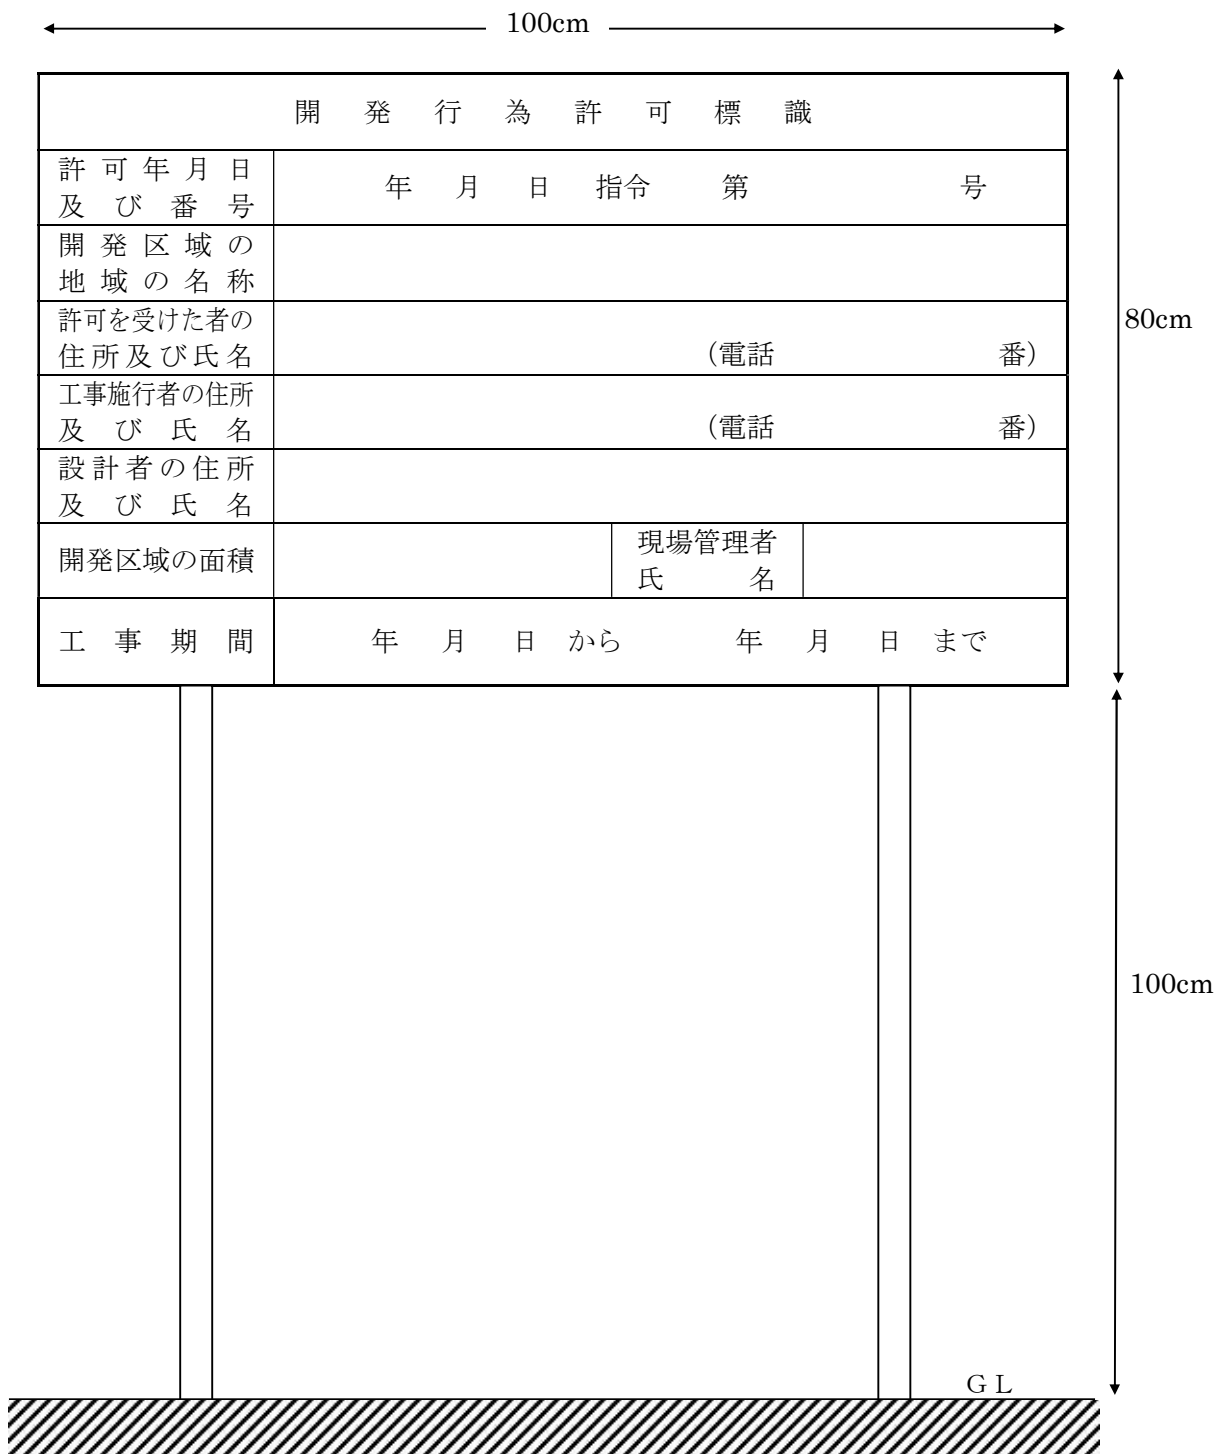 100cm
開発行為許可標識
許可年月日
及び番号
年 月 日 指令 第 号
開発区域の
地域の名称
許可を受けた者の
住所及び氏名
（電話 番）
工事施行者の住所
及び氏名
（電話 番）
設計者の住所
及び氏名
開発区域の面積
現場管理者
氏名
工事期間
年 月 日 から 年 月 日 まで
80cm
100cm
ＧＬ